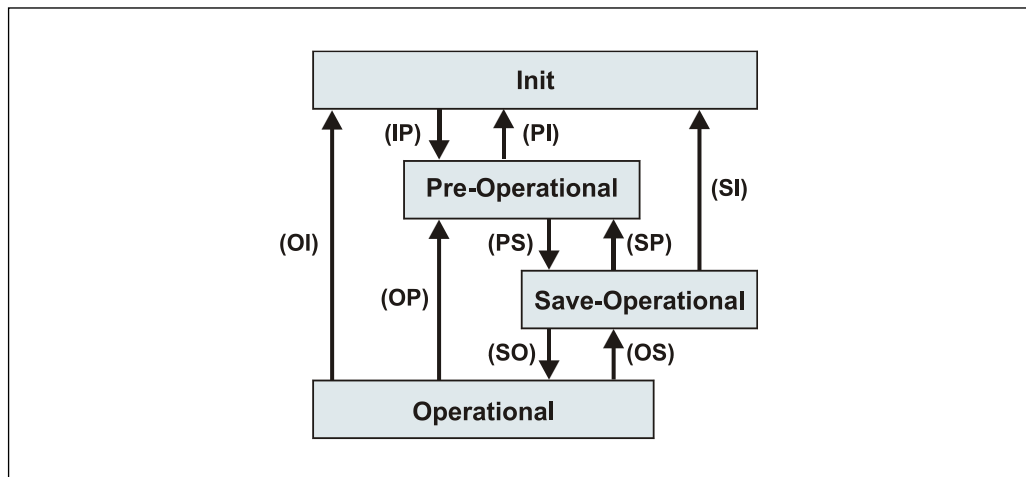 Init
(IP)
(PI)
Pre-Operational
(SI)
(OI)
(PS)
(SP)
(OP)
Save-Operational
(SO)
(OS)
Operational